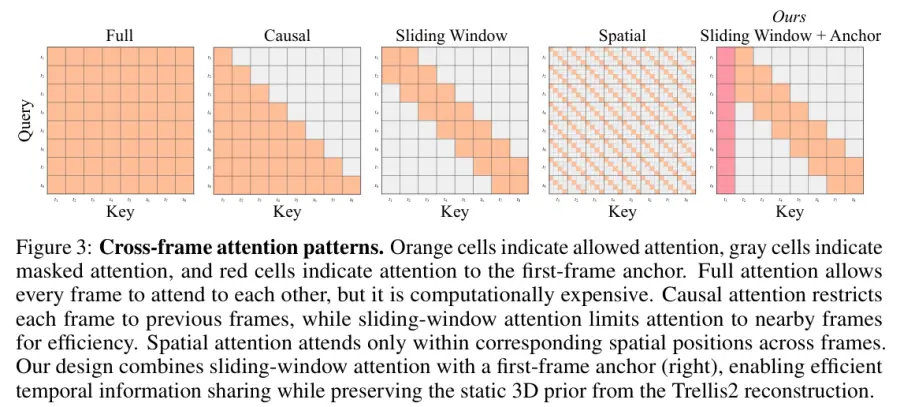 Full
Causal
Sliding Window
Spatial
Ours
Sliding Window + Anchor
Query
Key
Key
Key
Key
Key
Figure 3: Cross-frame attention patterns. Orange cells indicate allowed attention, gray cells indicate
masked attention, and red cells indicate attention to the first-frame anchor. Full attention allows
every frame to attend to each other, but it is computationally expensive. Causal attention restricts
each frame to previous frames, while sliding-window attention limits attention to nearby frames
for efficiency. Spatial attention attends only within corresponding spatial positions across frames.
Our design combines sliding-window attention with a first-frame anchor (right), enabling efficient
temporal information sharing while preserving the static 3D prior from the Trellis2 reconstruction.